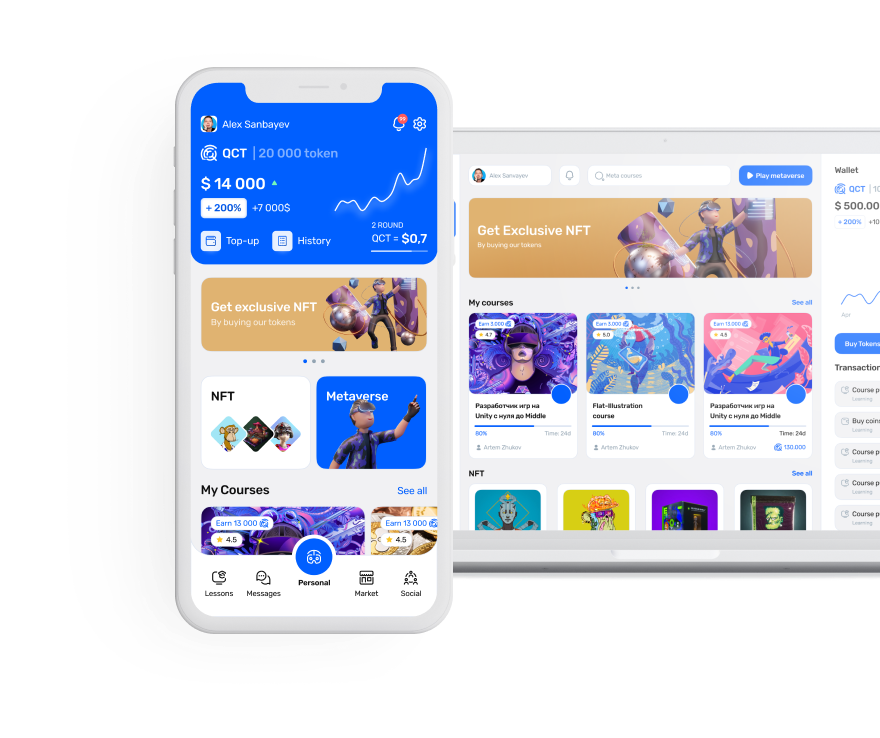 Alex Sanbayev
99
QCT | 20 000 token
$ 14 000
+ 200% +7 000$
2 ROUND
QCT = $0,7
Top-up
History
Get exclusive NFT
By buying our tokens
NFT
Metaverse
My Courses
See all
Earn 13 000
4.5
Earn 13 000
4.5
Lessons
Messages
Personal
Market
Social
Alex Sanvayev
Meta courses
Play metaverse
Get Exclusive NFT
By buying our tokens
My courses
See all
Earn 3.000
4.7
Разработчик игр на
Unity с нуля до Middle
80%
Time: 24d
Artem Zhukov
Earn 3.000
5.0
Flat-Illustration
course
80%
Time: 24d
Artem Zhukov
Earn 13.000
4.6
Разработчик игр на
Unity с нуля до Middle
80%
Time: 24d
Artem Zhukov
130.000
NFT
See all
Wallet
QCT | 10
$ 500.00
+ 200% +10
Apr
Buy Tokens
Transaction
Course p
Learning
Buy coin
Learning
Course p
Learning
Course p
Learning
Course p
Learning